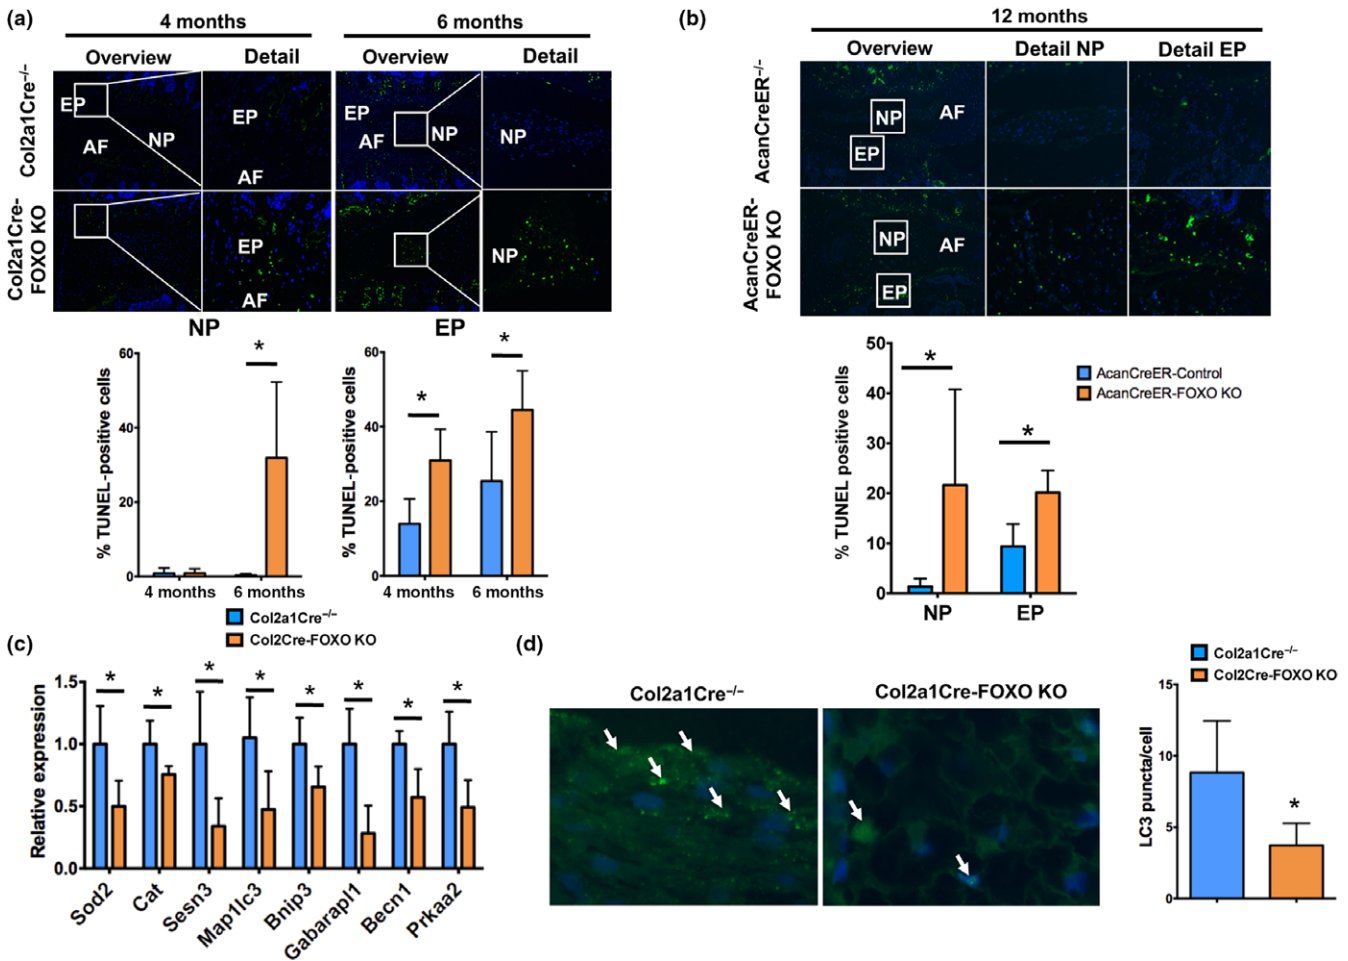 (a)
4 months
6 months
Overview
Detail
Overview
Detail
Col2a1Cre–/–
EP
AF
NP
EP
AF
EP
AF
NP
NP
Col2a1Cre-
FOXO KO
EP
AF
NP
NP
% TUNEL-positive cells
60
40
20
0
*
4 months
6 months
EP
% TUNEL-positive cells
60
40
20
0
*
*
4 months
6 months
Col2a1Cre–/–
Col2Cre-FOXO KO
(b)
12 months
Overview
Detail NP
Detail EP
AcanCreER–/–
NP
AF
EP
AcanCreER-
FOXO KO
NP
AF
EP
% TUNEL positive cells
50
40
30
20
10
0
*
*
NP
EP
AcanCreER-Control
AcanCreER-FOXO KO
(c)
Relative expression
1.5
1.0
0.5
0.0
*
*
*
*
*
*
*
*
Sod2
Cat
Sesn3
Map1lc3
Bnip3
Gabarapl1
Becn1
Prkaa2
(d)
Col2a1Cre–/–
Col2a1Cre-FOXO KO
Col2a1Cre–/–
Col2Cre-FOXO KO
LC3 puncta/cell
15
10
5
0
*